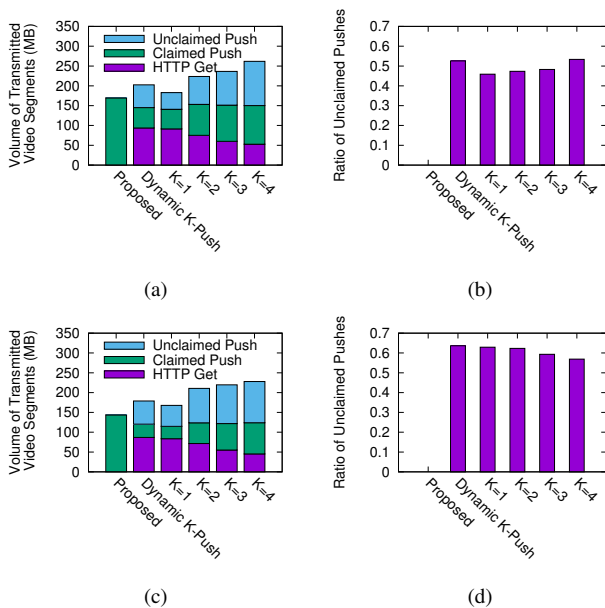 Volume of Transmitted
Video Segments (MB)
350
300
250
200
150
100
50
0
Unclaimed Push
Claimed Push
HTTP Get
Proposed
Dynamic K-Push
K=1
K=2
K=3
K=4
(a)
Ratio of Unclaimed Pushes
0.7
0.6
0.5
0.4
0.3
0.2
0.1
0
Proposed
Dynamic K-Push
K=1
K=2
K=3
K=4
(b)
Volume of Transmitted
Video Segments (MB)
350
300
250
200
150
100
50
0
Unclaimed Push
Claimed Push
HTTP Get
Proposed
Dynamic K-Push
K=1
K=2
K=3
K=4
(c)
Ratio of Unclaimed Pushes
0.7
0.6
0.5
0.4
0.3
0.2
0.1
0
Proposed
Dynamic K-Push
K=1
K=2
K=3
K=4
(d)